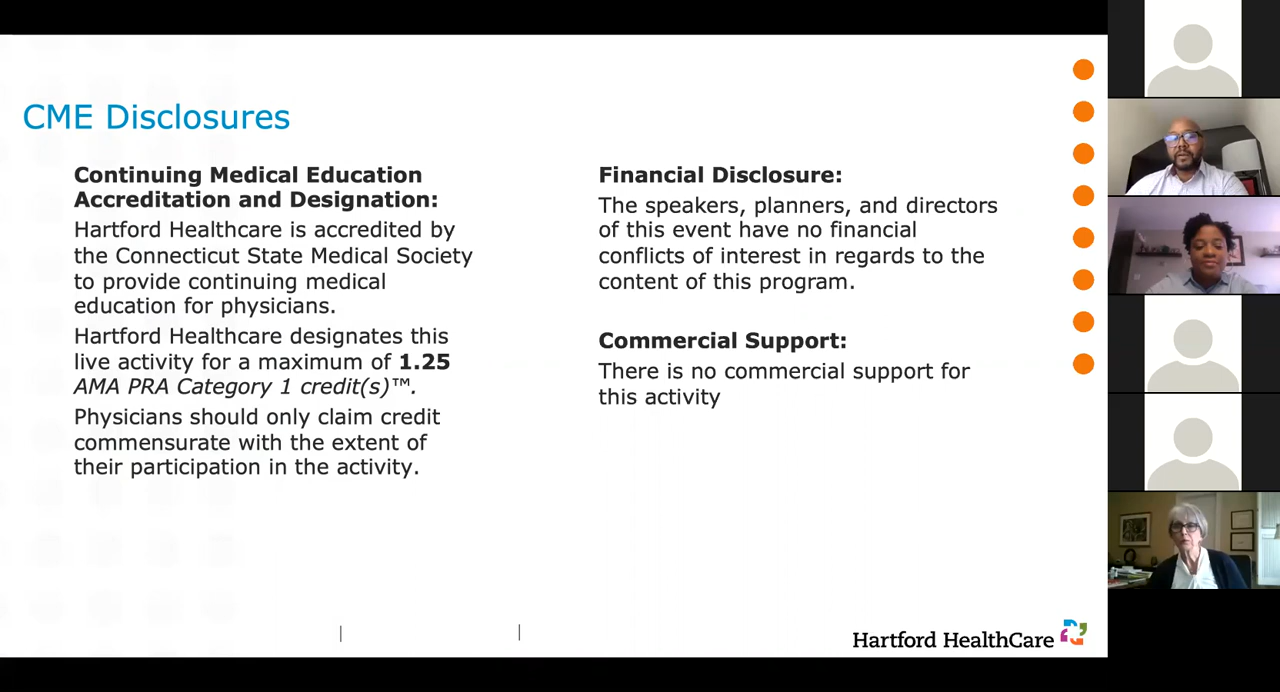 CME Disclosures
Continuing Medical Education
Accreditation and Designation:
Hartford Healthcare is accredited by
the Connecticut State Medical Society
to provide continuing medical
education for physicians.
Hartford Healthcare designates this
live activity for a maximum of 1.25
AMA PRA Category 1 credit(s)™.
Physicians should only claim credit
commensurate with the extent of
their participation in the activity.
Financial Disclosure:
The speakers, planners, and directors
of this event have no financial
conflicts of interest in regards to the
content of this program.
Commercial Support:
There is no commercial support for
this activity
Hartford HealthCare